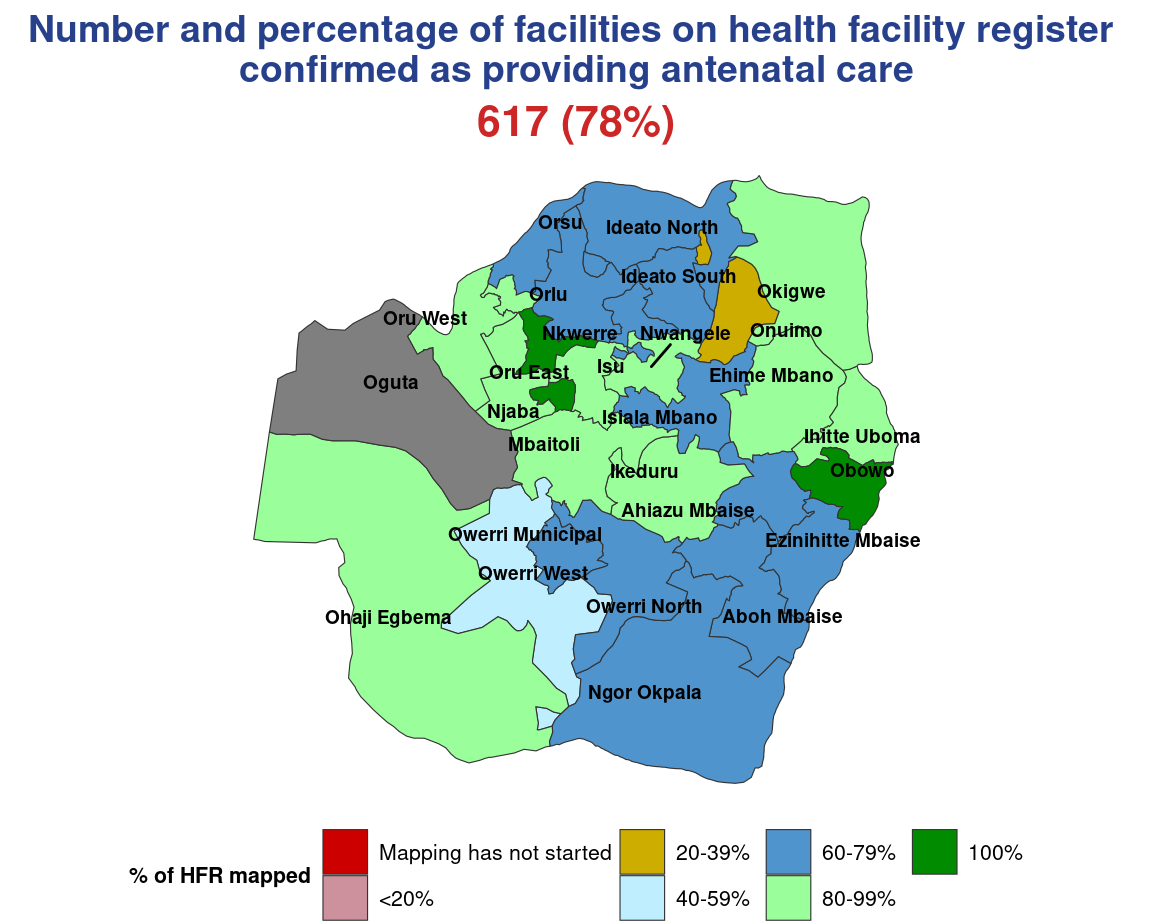 Number and percentage of facilities on health facility register
confirmed as providing antenatal care
617 (78%)
Orsu
Ideato North
Ideato South
Orlu
Okigwe
Oru West
Nkwerre
Nwangele
Onuimo
Isu
Oru East
Ehime Mbano
Oguta
Njaba
Isiala Mbano
Mbaitoli
Ihitte Uboma
Ikeduru
Obowo
Ahiazu Mbaise
Owerri Municipal
Ezinihitte Mbaise
Owerri West
Owerri North
Ohaji Egbema
Aboh Mbaise
Ngor Okpala
% of HFR mapped
Mapping has not started
<20%
20-39%
40-59%
60-79%
80-99%
100%